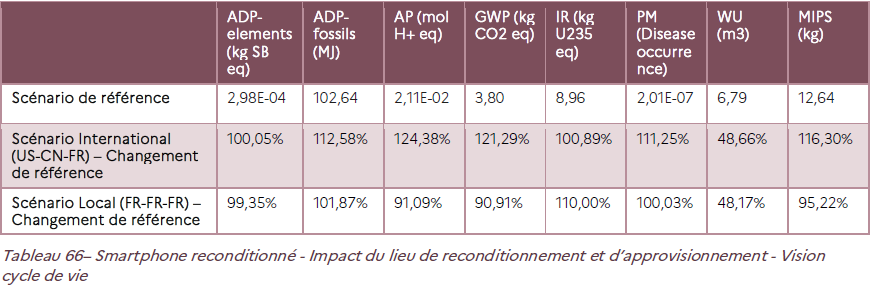 ADP-elements (kg SB eq) ADP-fossils (MJ) AP (mol H+ eq) GWP (kg CO2 eq) IR (kg U235 eq) PM (Disease occurrence) WU (m3) MIPS (kg)
Scénario de référence 2,98E-04 102,64 2,11E-02 3,80 8,96 2,01E-07 6,79 12,64
Scénario International (US-CN-FR) – Changement de référence 100,05% 112,58% 124,38% 121,29% 100,89% 111,25% 48,66% 116,30%
Scénario Local (FR-FR-FR) – Changement de référence 99,35% 101,87% 91,09% 90,91% 110,00% 100,03% 48,17% 95,22%
Tableau 66– Smartphone reconditionné - Impact du lieu de reconditionnement et d'approvisionnement - Vision
cycle de vie